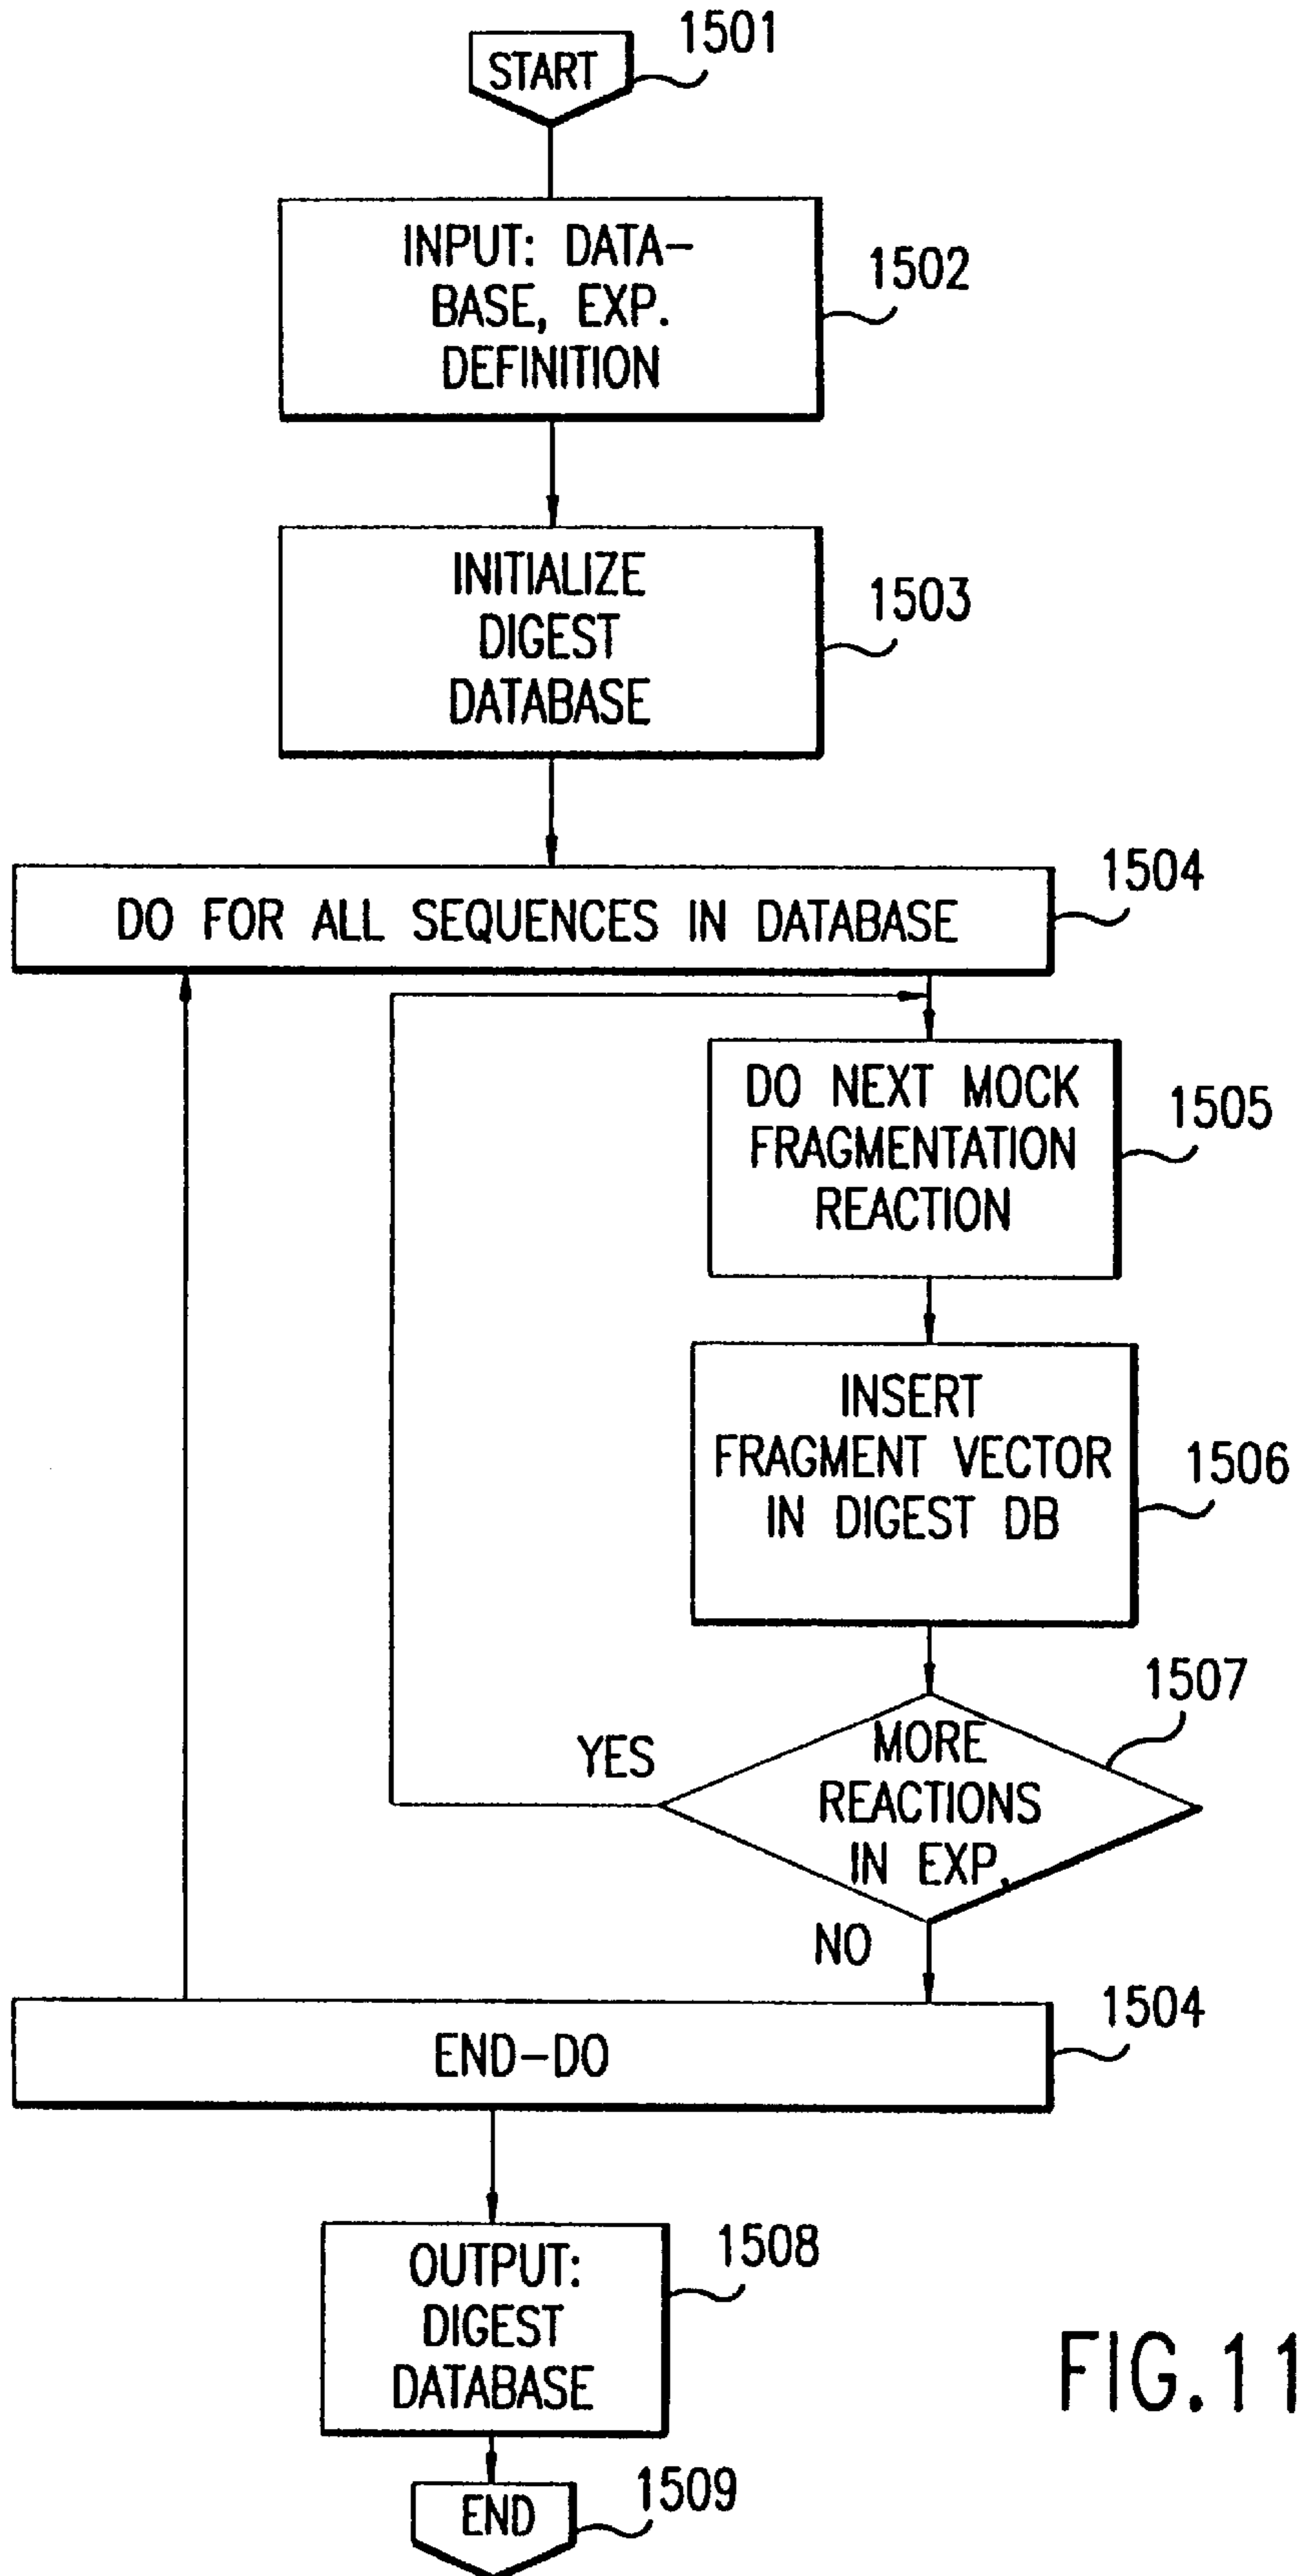 START
1501
INPUT: DATA-
BASE, EXP.
DEFINITION
1502
INITIALIZE
DIGEST
DATABASE
1503
DO FOR ALL SEQUENCES IN DATABASE
1504
DO NEXT MOCK
FRAGMENTATION
REACTION
1505
INSERT
FRAGMENT VECTOR
IN DIGEST DB
1506
1507
MORE
REACTIONS
IN EXP.
YES
NO
END-DO
1504
OUTPUT:
DIGEST
DATABASE
1508
END
1509
FIG.11